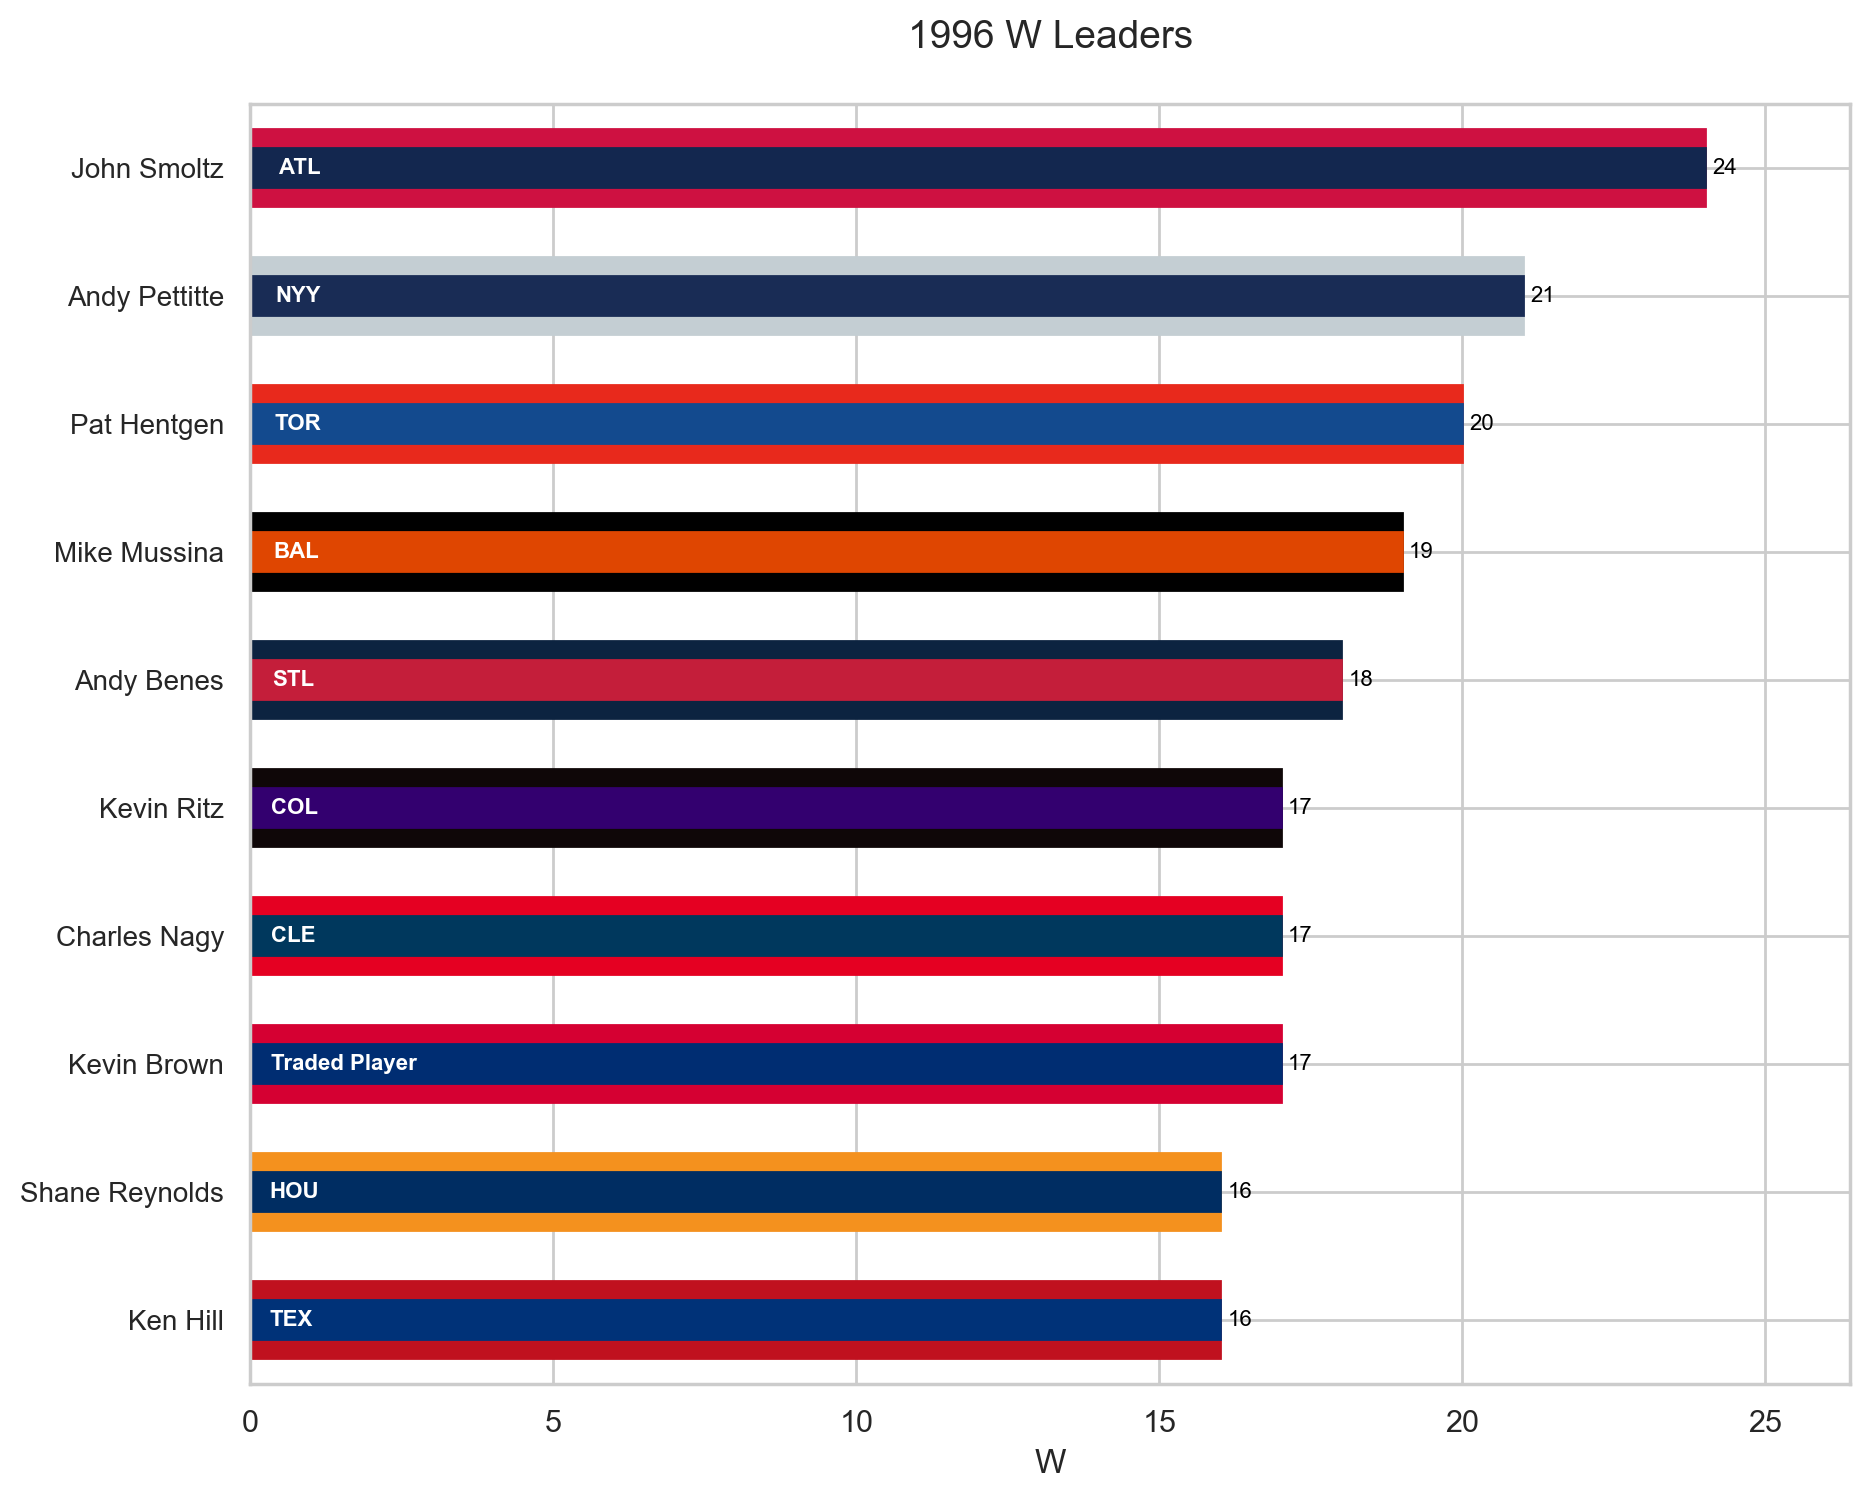 1996 W Leaders
John Smoltz ATL 24
Andy Pettitte NYY 21
Pat Hentgen TOR 20
Mike Mussina BAL 19
Andy Benes STL 18
Kevin Ritz COL 17
Charles Nagy CLE 17
Kevin Brown Traded Player 17
Shane Reynolds HOU 16
Ken Hill TEX 16
0 5 10 15 20 25
W